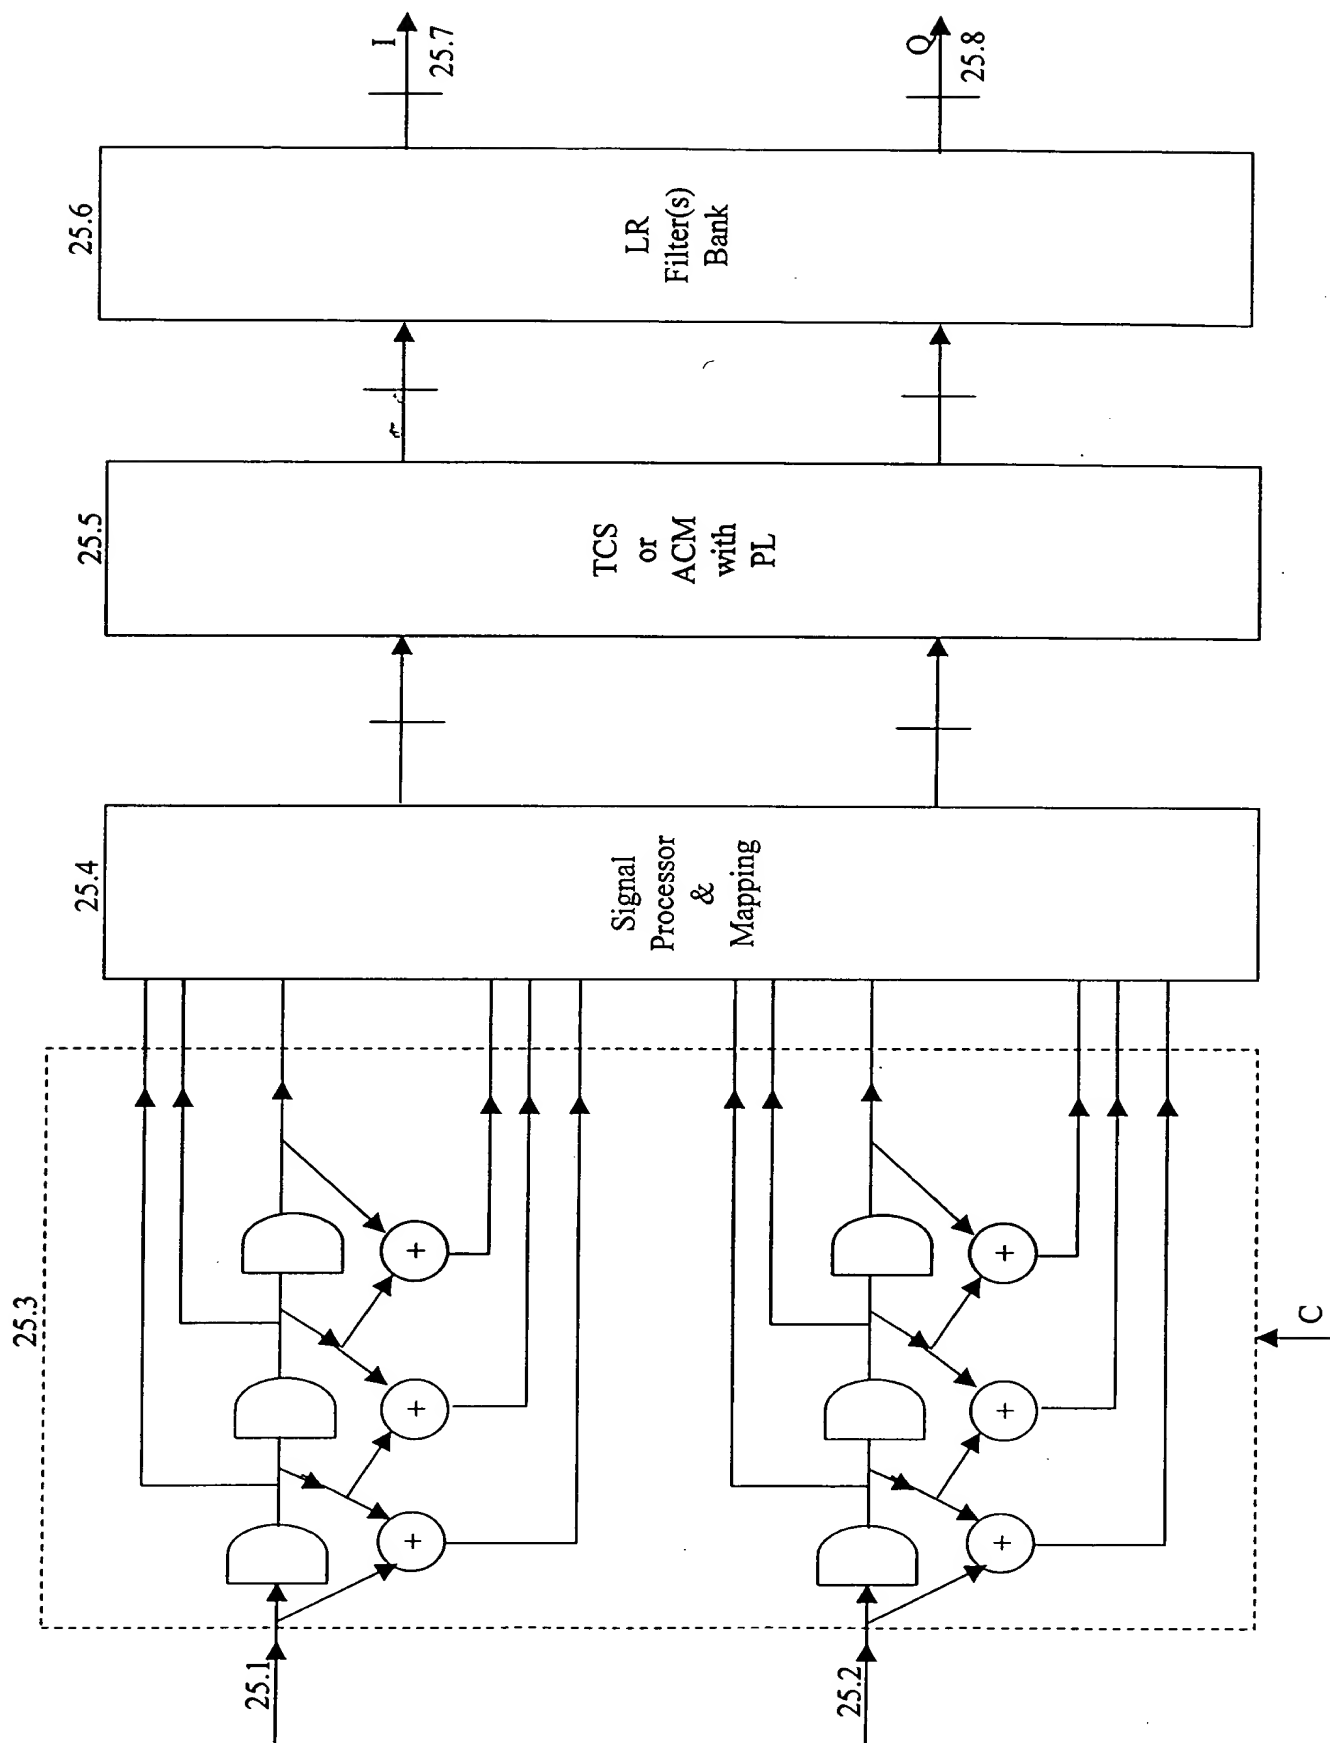 25.1
25.2
25.3
+
+
+
+
+
+
C
25.4
Signal
Processor
&
Mapping
25.5
TCS
or
ACM
with
PL
25.6
LR
Filter(s)
Bank
I
25.7
Q
25.8